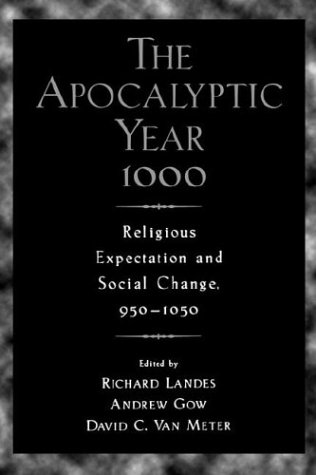 THE
APOCALYPTIC
YEAR
1000
Religious
Expectation and
Social Change,
950–1050
Edited by
RICHARD LANDES
ANDREW GOW
DAVID C. VAN METER